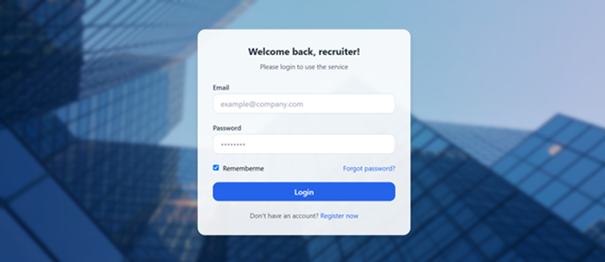 Welcome back, recruiter!
Please login to use the service
Email
example@company.com
Password
••••••••
Rememberme Forgot password?
Login
Don't have an account? Register now